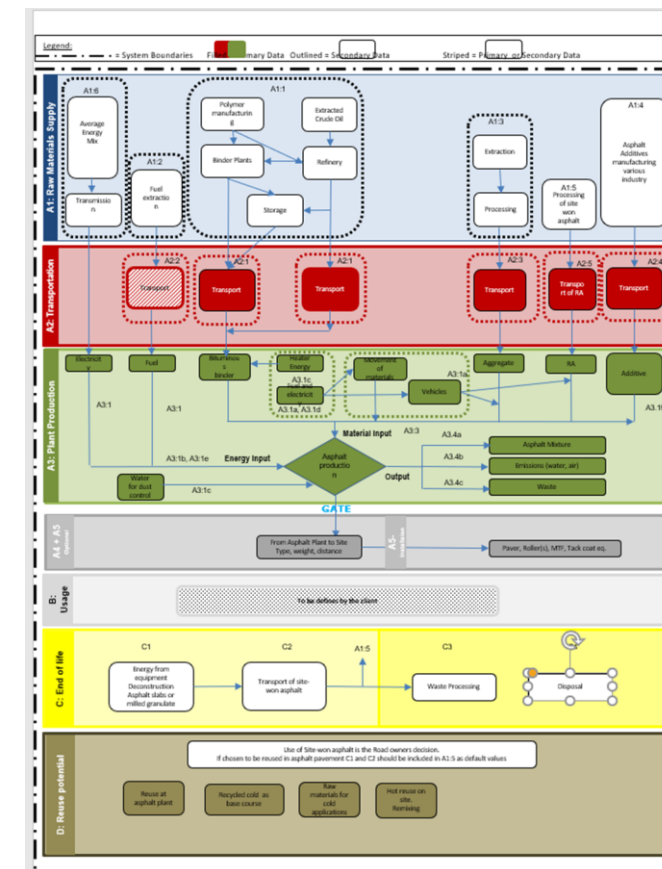 Legend:
= System Boundaries
mary Data
Outlined = Secondary Data
Striped = Primary or Secondary Data
A1: Raw Materials Supply
A1:6
Average
Energy
Mix
Transmissio
n
A1:2
Fuel
extractio
n
A1:1
Polymer
manufacturin
g
Extracted
Crude Oil
Binder Plants
Refinery
Storage
A1:3
Extraction
Processing
A1:5
Processing
of site
won
asphalt
A1:4
Asphalt
Additives
manufacturing
various
industry
A2: Transportation
A2:2
Transport
A2:1
Transport
A2:1
Transport
A2:3
Transport
A2:5
Transpo
rt of RA
A2:4
Transport
A3: Plant Production
Electricit
y
Fuel
Bituminou
s
binder
Heater
Energy
A3.1c
Fuel and
electricit
y
A3.1a, A3.1d
Movement
of
materials
Vehicles
A3.1a
Aggregate
RA
Additive
A3:1
A3:1
A3:3
Material Input
A3:1b, A3:1e
Energy Input
Asphalt
productio
n
Output
A3.4a
Asphalt Mixture
A3.4b
Emissions (water, air)
A3.4c
Waste
Water
for dust
control
A3:1c
GATE
A4 + A5
Optional
From Asphalt Plant to Site
Type, weight, distance
A5-
Paver, Roller(s), MTF, Tack coat eq.
B:
Usage
To be defines by the client
C: End of life
C1
Energy from
equipment
Deconstruction
Asphalt slabs or
milled granulate
C2
Transport of site-
won asphalt
A1:5
C3
Waste Processing
Disposal
D: Reuse potential
Use of Site-won asphalt is the Road owners decision.
If chosen to be reused in asphalt pavement C1 and C2 should be included in A1:5 as default values
Reuse at
asphalt plant
Recycled cold as
base course
Raw
materials for
cold
applications
Hot reuse on
site.
Remixing